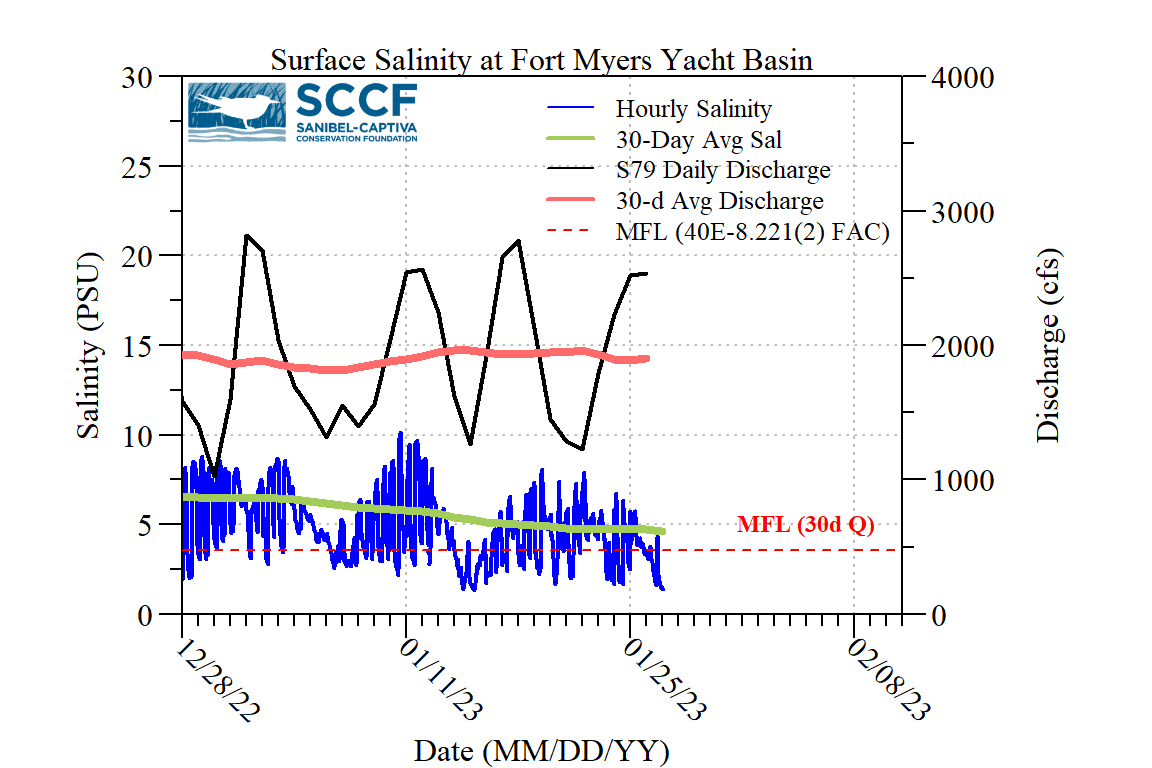 Surface Salinity at Fort Myers Yacht Basin
SCCF
SANIBEL-CAPTIVA
CONSERVATION FOUNDATION
Hourly Salinity
30-Day Avg Sal
S79 Daily Discharge
30-d Avg Discharge
MFL (40E-8.221(2) FAC)
30
25
20
15
10
5
0
Salinity (PSU)
4000
3000
2000
1000
0
Discharge (cfs)
MFL (30d Q)
12/28/22
01/11/23
01/25/23
02/08/23
Date (MM/DD/YY)